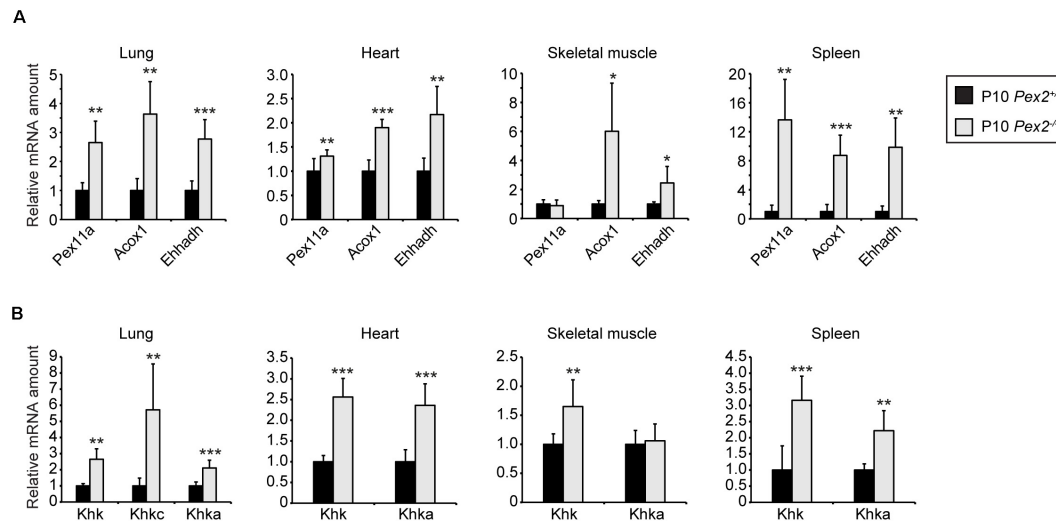 A
Lung
Heart
Skeletal muscle
Spleen
Relative mRNA amount
5
4
3
2
1
0
** ** ***
Pex11a Acox1 Ehhadh
3.0
2.5
2.0
1.5
1.0
0.5
0
** *** **
Pex11a Acox1 Ehhadh
10
8
6
4
2
0
* *
Pex11a Acox1 Ehhadh
20
16
12
8
4
0
** *** **
Pex11a Acox1 Ehhadh
P10 Pex2+/
P10 Pex2-/
B
Lung
Heart
Skeletal muscle
Spleen
Relative mRNA amount
9
8
7
6
5
4
3
2
1
0
** ** ***
Khk Khkc Khka
3.5
3.0
2.5
2.0
1.5
1.0
0.5
0
*** ***
Khk Khka
2.5
2.0
1.5
1.0
0.5
0
**
Khk Khka
4.5
4.0
3.5
3.0
2.5
2.0
1.5
1.0
0.5
0
*** **
Khk Khka